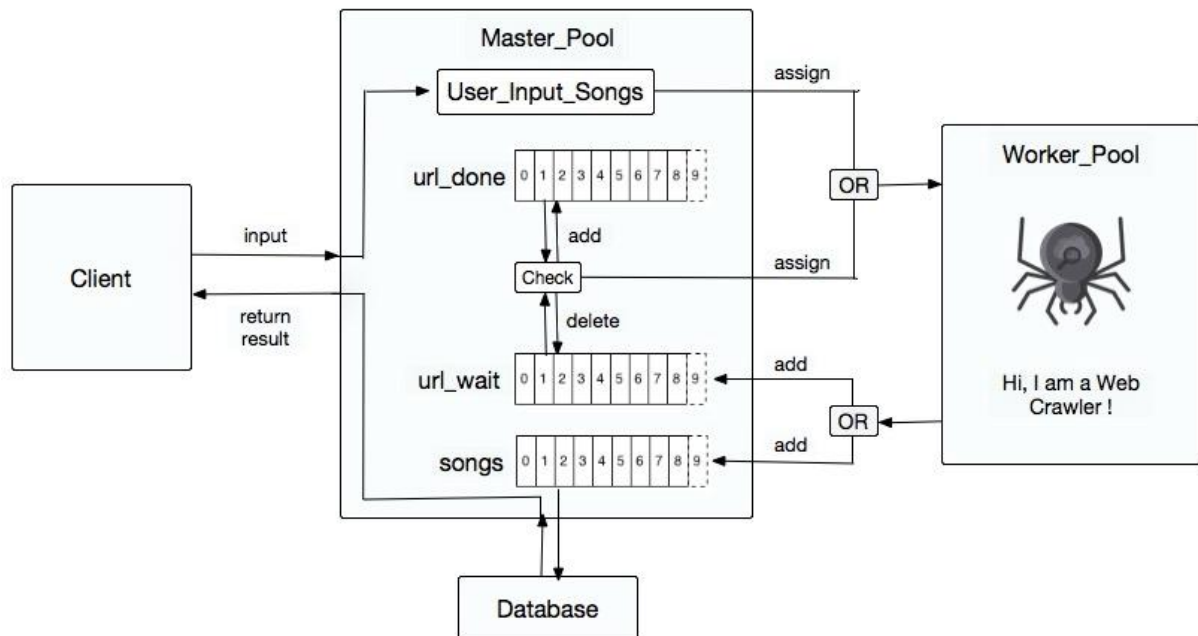 Master_Pool
User_Input_Songs
assign
Worker_Pool
url_done
0 1 2 3 4 5 6 7 8 9
OR
input
add
Client
Check
assign
return
result
delete
url_wait
0 1 2 3 4 5 6 7 8 9
add
Hi, I am a Web
Crawler !
OR
songs
0 1 2 3 4 5 6 7 8 9
add
Database